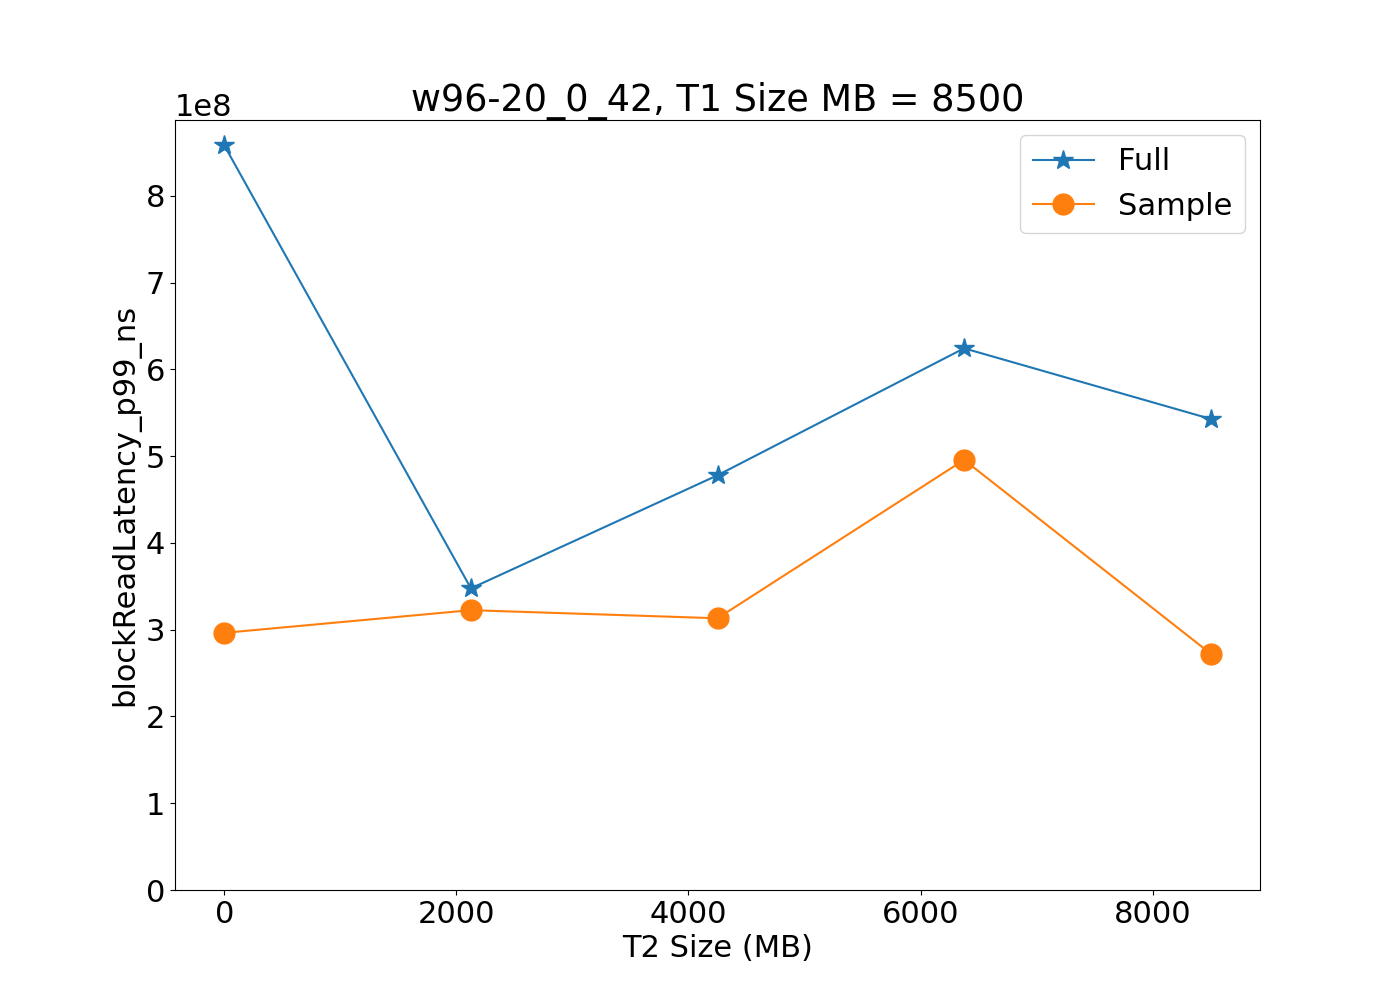 w96-20_0_42, T1 Size MB = 8500
1e8
Full
Sample
8
7
6
5
4
3
2
1
0
blockReadLatency_p99_ns
0 2000 4000 6000 8000
T2 Size (MB)